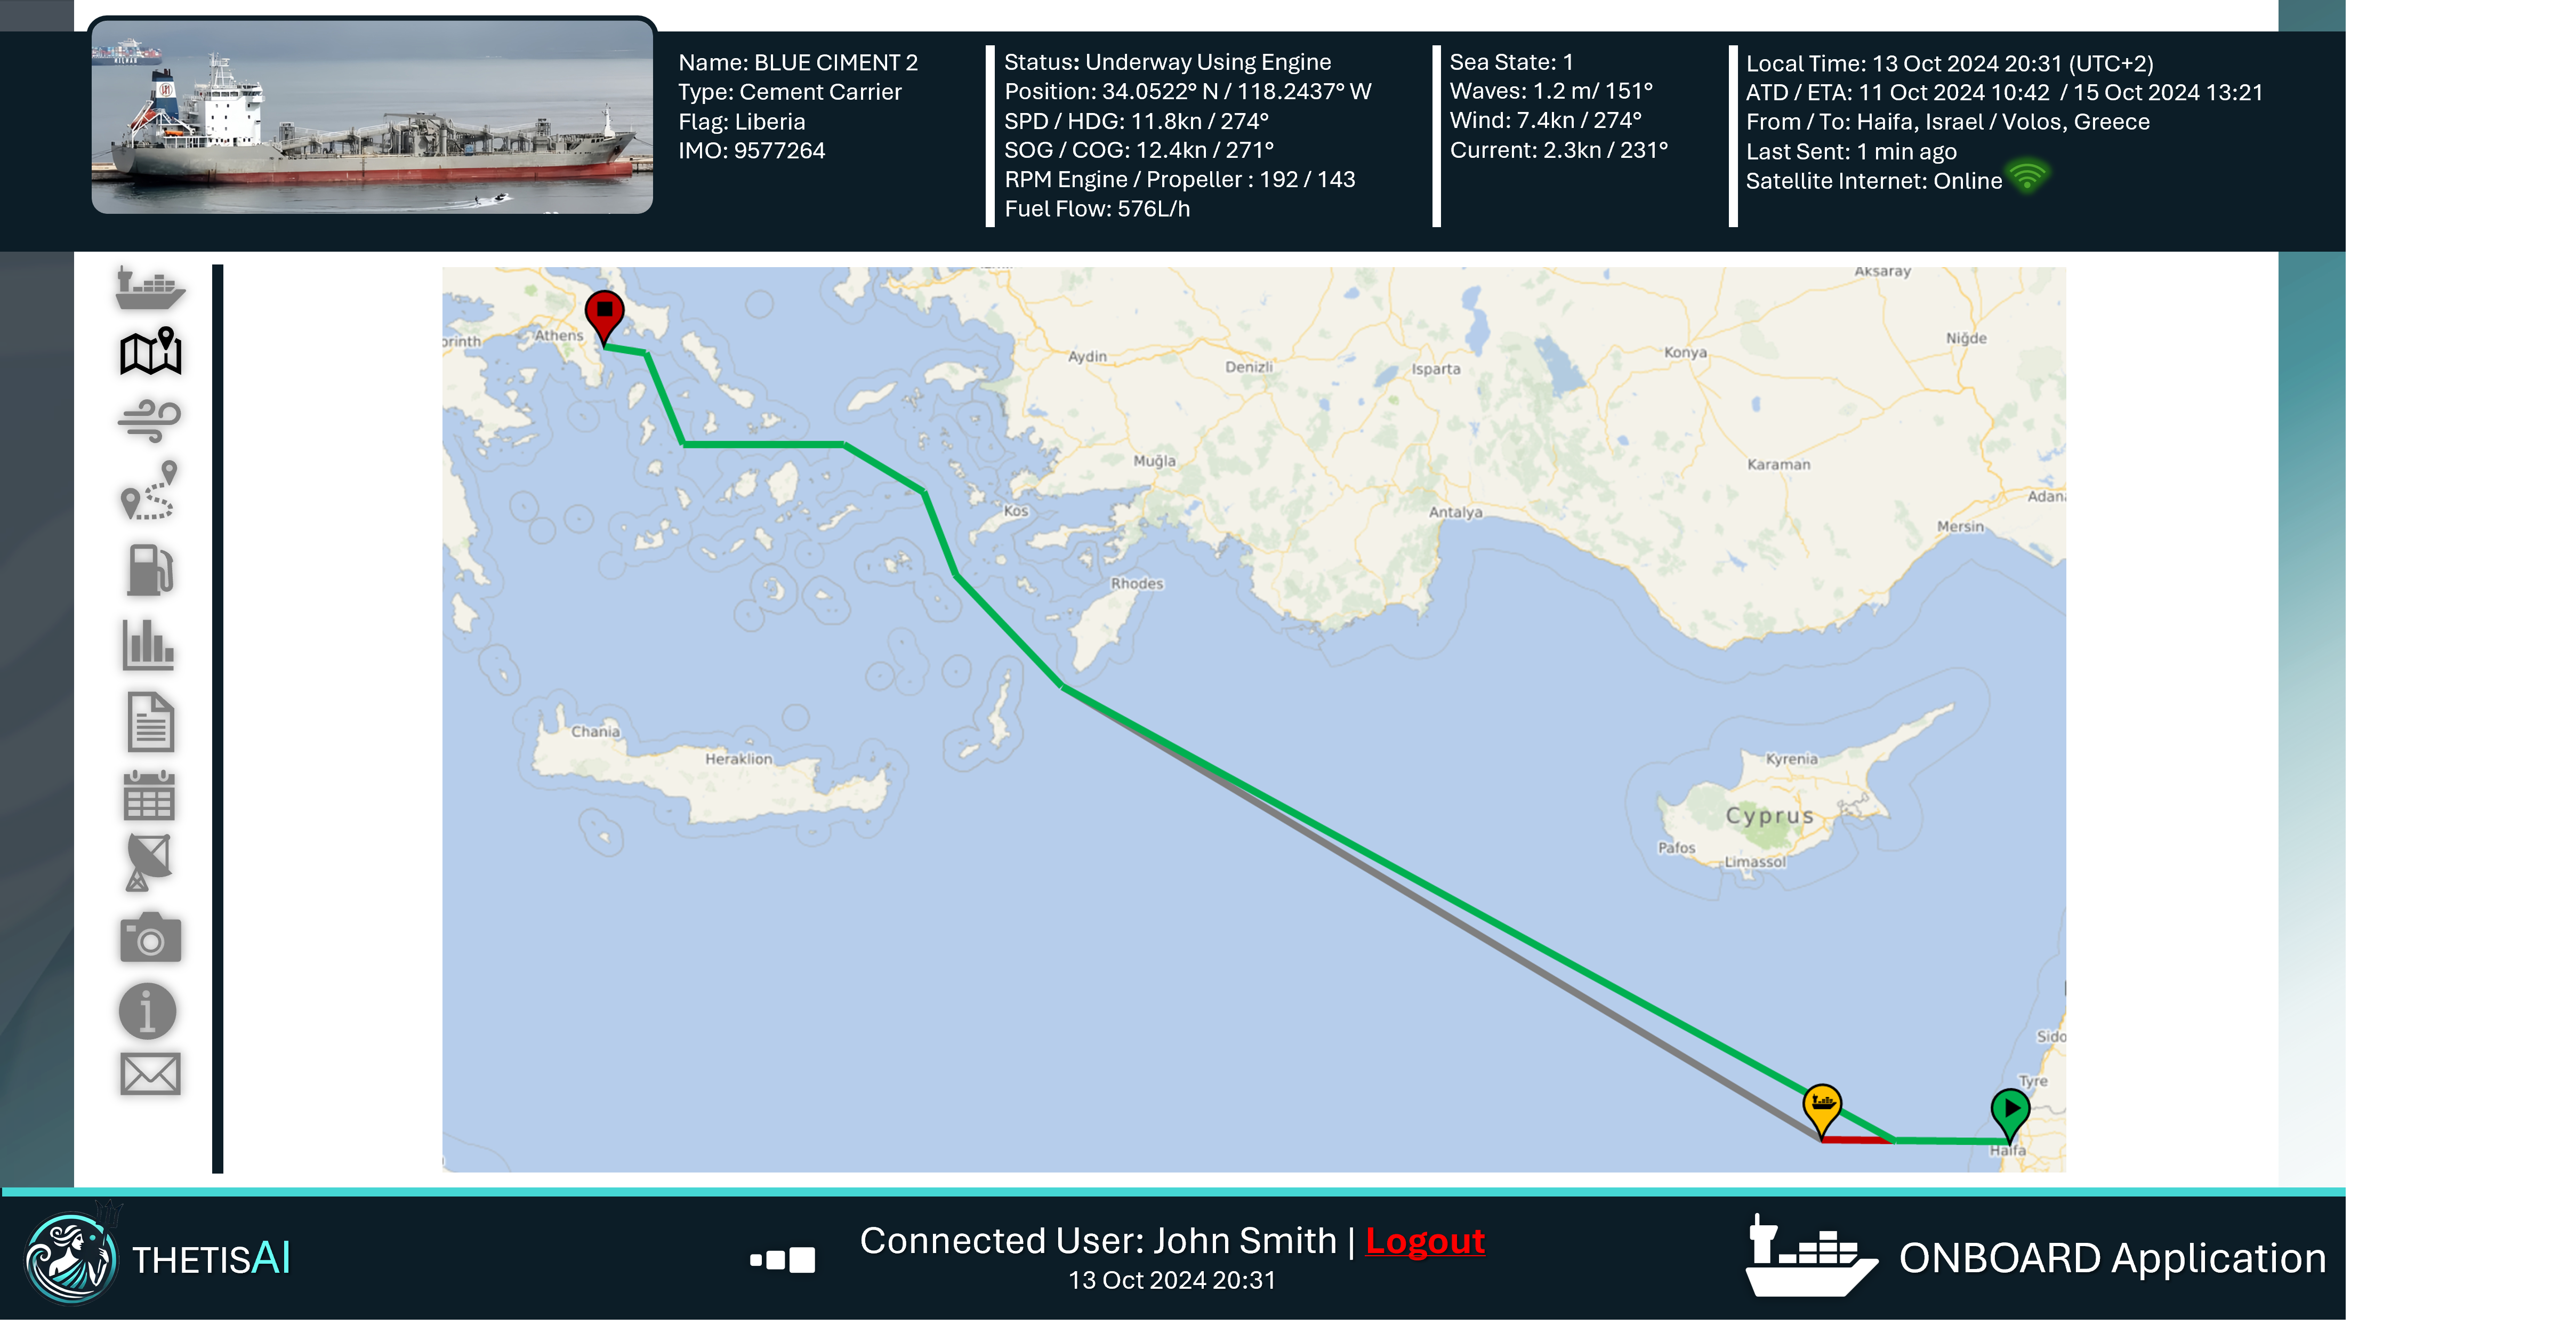 Name: BLUE CIMENT 2
Type: Cement Carrier
Flag: Liberia
IMO: 9577264
Status: Underway Using Engine
Position: 34.0522° N / 118.2437° W
SPD / HDG: 11.8kn / 274°
SOG / COG: 12.4kn / 271°
RPM Engine / Propeller : 192 / 143
Fuel Flow: 576L/h
Sea State: 1
Waves: 1.2 m/ 151°
Wind: 7.4kn / 274°
Current: 2.3kn / 231°
Local Time: 13 Oct 2024 20:31 (UTC+2)
ATD / ETA: 11 Oct 2024 10:42 / 15 Oct 2024 13:21
From / To: Haifa, Israel / Volos, Greece
Last Sent: 1 min ago
Satellite Internet: Online
Aksaray
Athens
orinth
Aydin
Denizli
Isparta
Konya
Niğde
Muğla
Karaman
Adana
Kos
Antalya
Mersin
Rhodes
Chania
Heraklion
Kyrenia
Cyprus
Pafos
Limassol
Sido
Tyre
Haifa
THETISAI
Connected User: John Smith | Logout
13 Oct 2024 20:31
ONBOARD Application